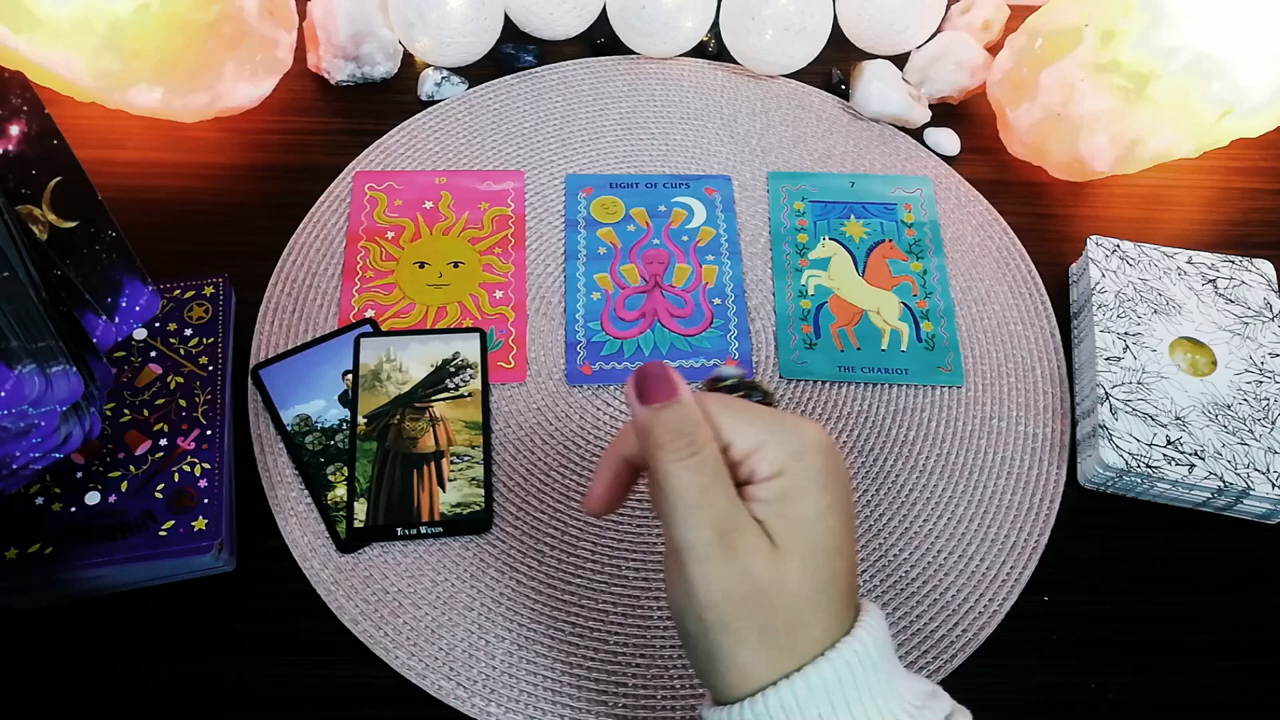 19
EIGHT OF CUPS
7
THE CHARIOT
TEN OF WANDS